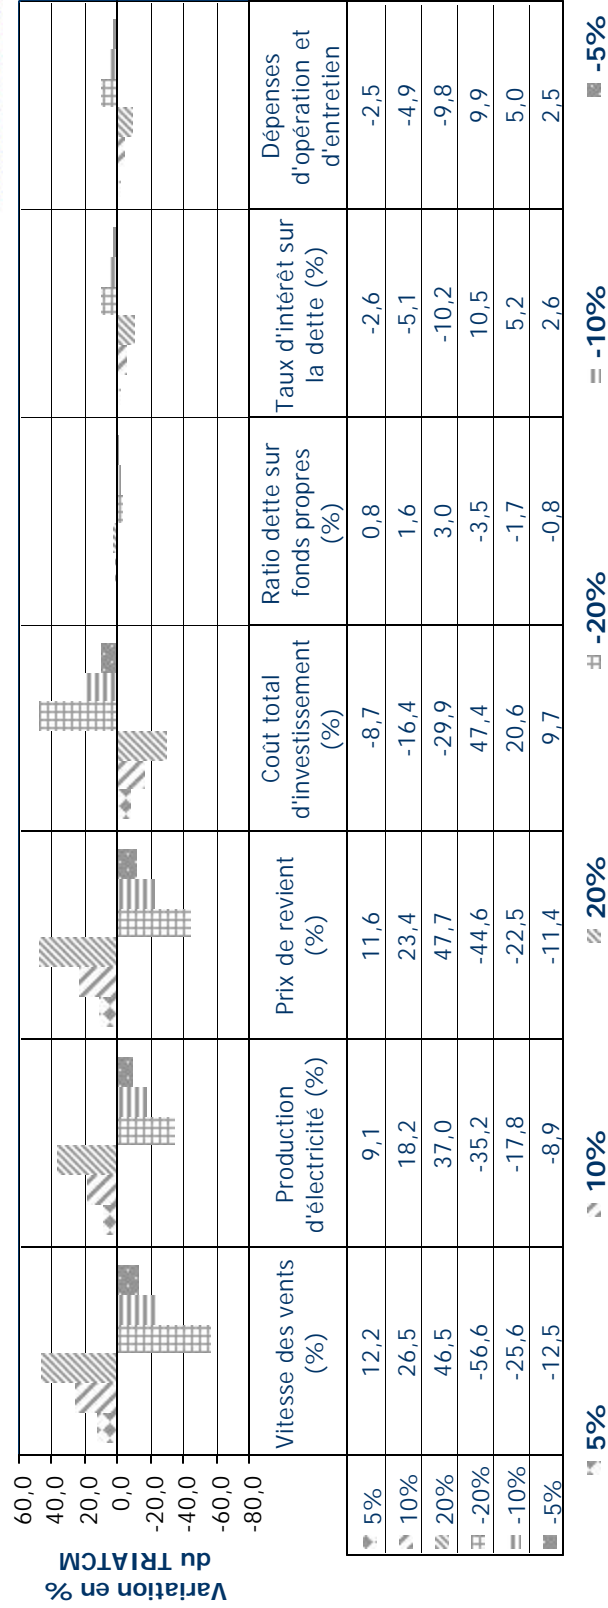 Variation en %
du TRIATCM
60,0
40,0
20,0
0,0
-20,0
-40,0
-60,0
-80,0
Vitesse des vents
(%)
Production
d'électricité (%)
Prix de revient
(%)
Coût total
d'investissement
(%)
Ratio dette sur
fonds propres
(%)
Taux d'intérêt sur
la dette (%)
Dépenses
d'opération et
d'entretien
5% 12,2 9,1 11,6 -8,7 0,8 -2,6 -2,5
10% 26,5 18,2 23,4 -16,4 1,6 -5,1 -4,9
20% 46,5 37,0 47,7 -29,9 3,0 -10,2 -9,8
-20% -56,6 -35,2 -44,6 47,4 -3,5 10,5 9,9
-10% -25,6 -17,8 -22,5 20,6 -1,7 5,2 5,0
-5% -12,5 -8,9 -11,4 9,7 -0,8 2,6 2,5
5% 10% 20% -20% -10% -5%